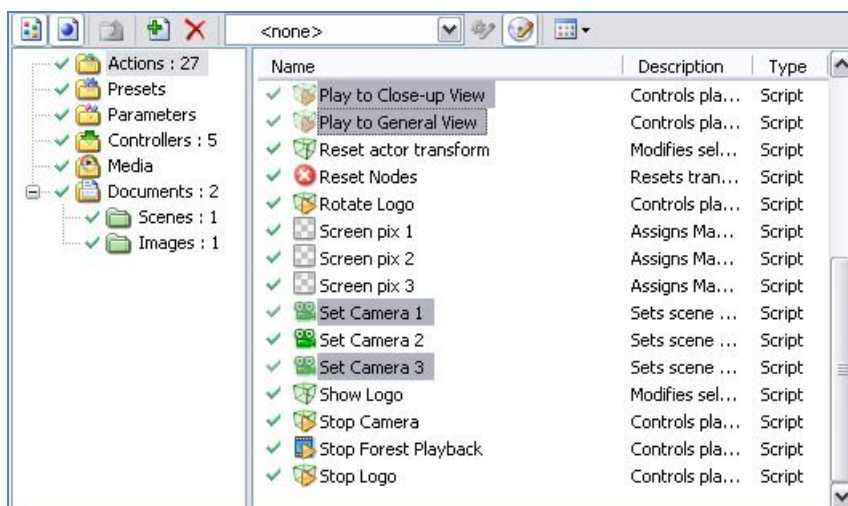 <none>
Actions : 27
Presets
Parameters
Controllers : 5
Media
Documents : 2
Scenes : 1
Images : 1
Name Description Type
Play to Close-up View Controls pla... Script
Play to General View Controls pla... Script
Reset actor transform Modifies sel... Script
Reset Nodes Resets tran... Script
Rotate Logo Controls pla... Script
Screen pix 1 Assigns Ma... Script
Screen pix 2 Assigns Ma... Script
Screen pix 3 Assigns Ma... Script
Set Camera 1 Sets scene ... Script
Set Camera 2 Sets scene ... Script
Set Camera 3 Sets scene ... Script
Show Logo Modifies sel... Script
Stop Camera Controls pla... Script
Stop Forest Playback Controls pla... Script
Stop Logo Controls pla... Script